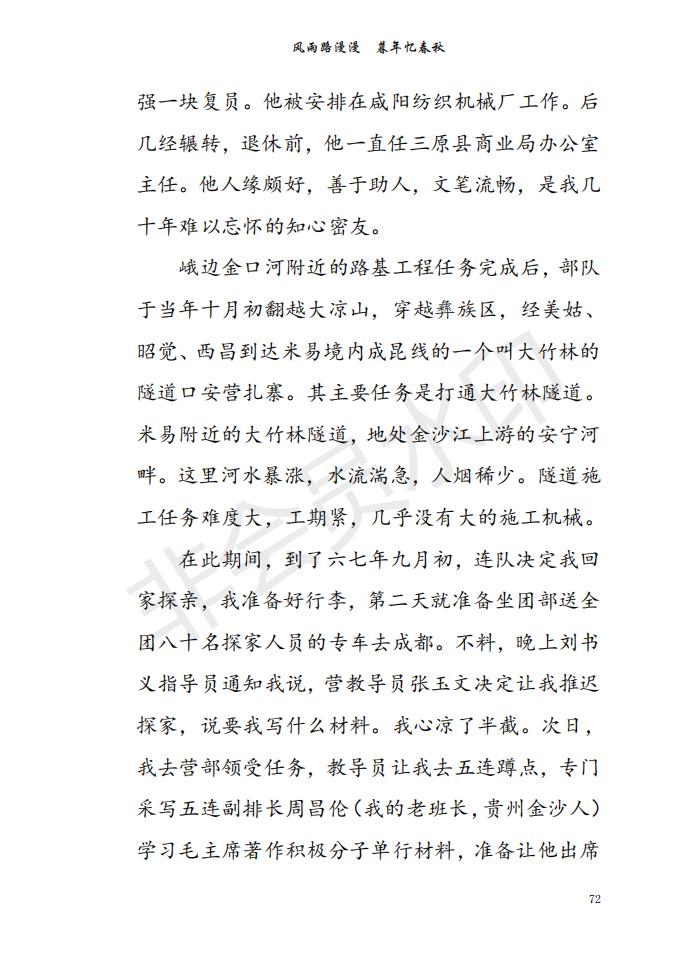 风雨路漫漫　暮年忆春秋
强一块复员。他被安排在咸阳纺织机械厂工作。后
几经辗转，退休前，他一直任三原县商业局办公室
主任。他人缘颇好，善于助人，文笔流畅，是我几
十年难以忘怀的知心密友。
峨边金口河附近的路基工程任务完成后，部队
于当年十月初翻越大凉山，穿越彝族区，经美姑、
昭觉、西昌到达米易境内成昆线的一个叫大竹林的
隧道口安营扎寨。其主要任务是打通大竹林隧道。
米易附近的大竹林隧道，地处金沙江上游的安宁河
畔。这里河水暴涨，水流湍急，人烟稀少。隧道施
工任务难度大，工期紧，几乎没有大的施工机械。
在此期间，到了六七年九月初，连队决定我回
家探亲，我准备好行李，第二天就准备坐团部送全
团八十名探家人员的专车去成都。不料，晚上刘书
义指导员通知我说，营教导员张玉文决定让我推迟
探家，说要我写什么材料。我心凉了半截。次日，
我去营部领受任务，教导员让我去五连蹲点，专门
采写五连副排长周昌伦（我的老班长，贵州金沙人）
学习毛主席著作积极分子单行材料，准备让他出席
72
非会员水印